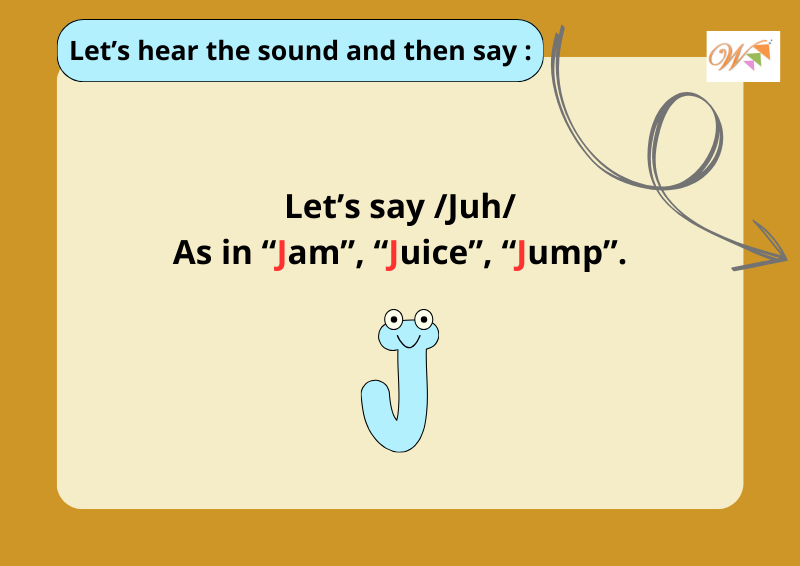 Let’s hear the sound and then say :
W
Let’s say /Juh/
As in “Jam”, “Juice”, “Jump”.
J